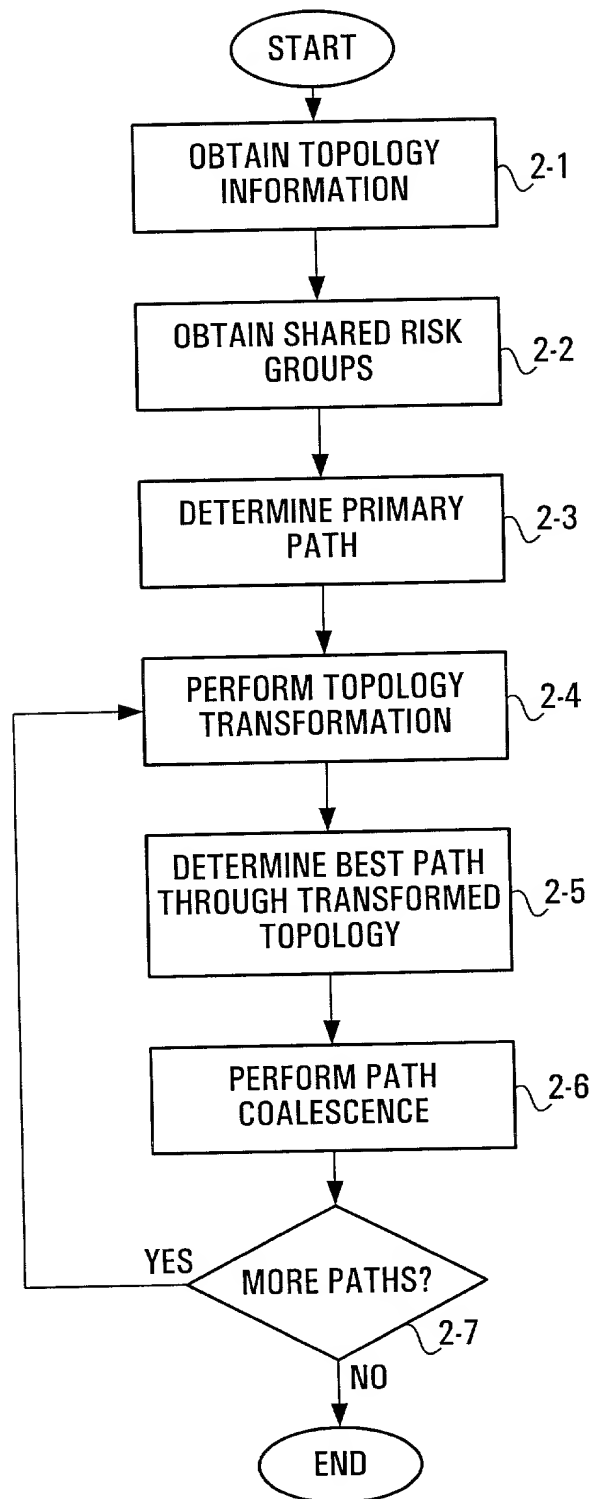 START
OBTAIN TOPOLOGY
INFORMATION
2-1
OBTAIN SHARED RISK
GROUPS
2-2
DETERMINE PRIMARY
PATH
2-3
PERFORM TOPOLOGY
TRANSFORMATION
2-4
DETERMINE BEST PATH
THROUGH TRANSFORMED
TOPOLOGY
2-5
PERFORM PATH
COALESCENCE
2-6
YES
MORE PATHS?
2-7
NO
END